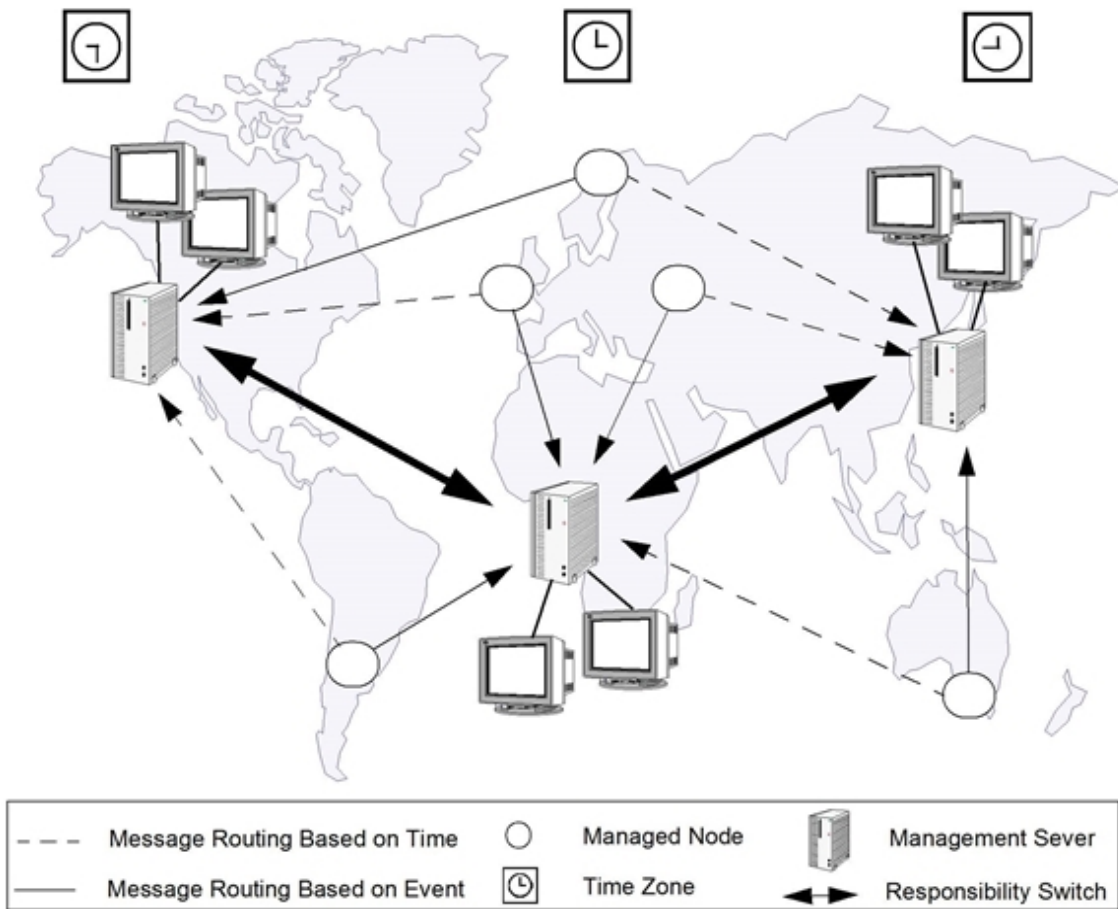 Message Routing Based on Time
Managed Node
Management Sever
Message Routing Based on Event
Time Zone
Responsibility Switch